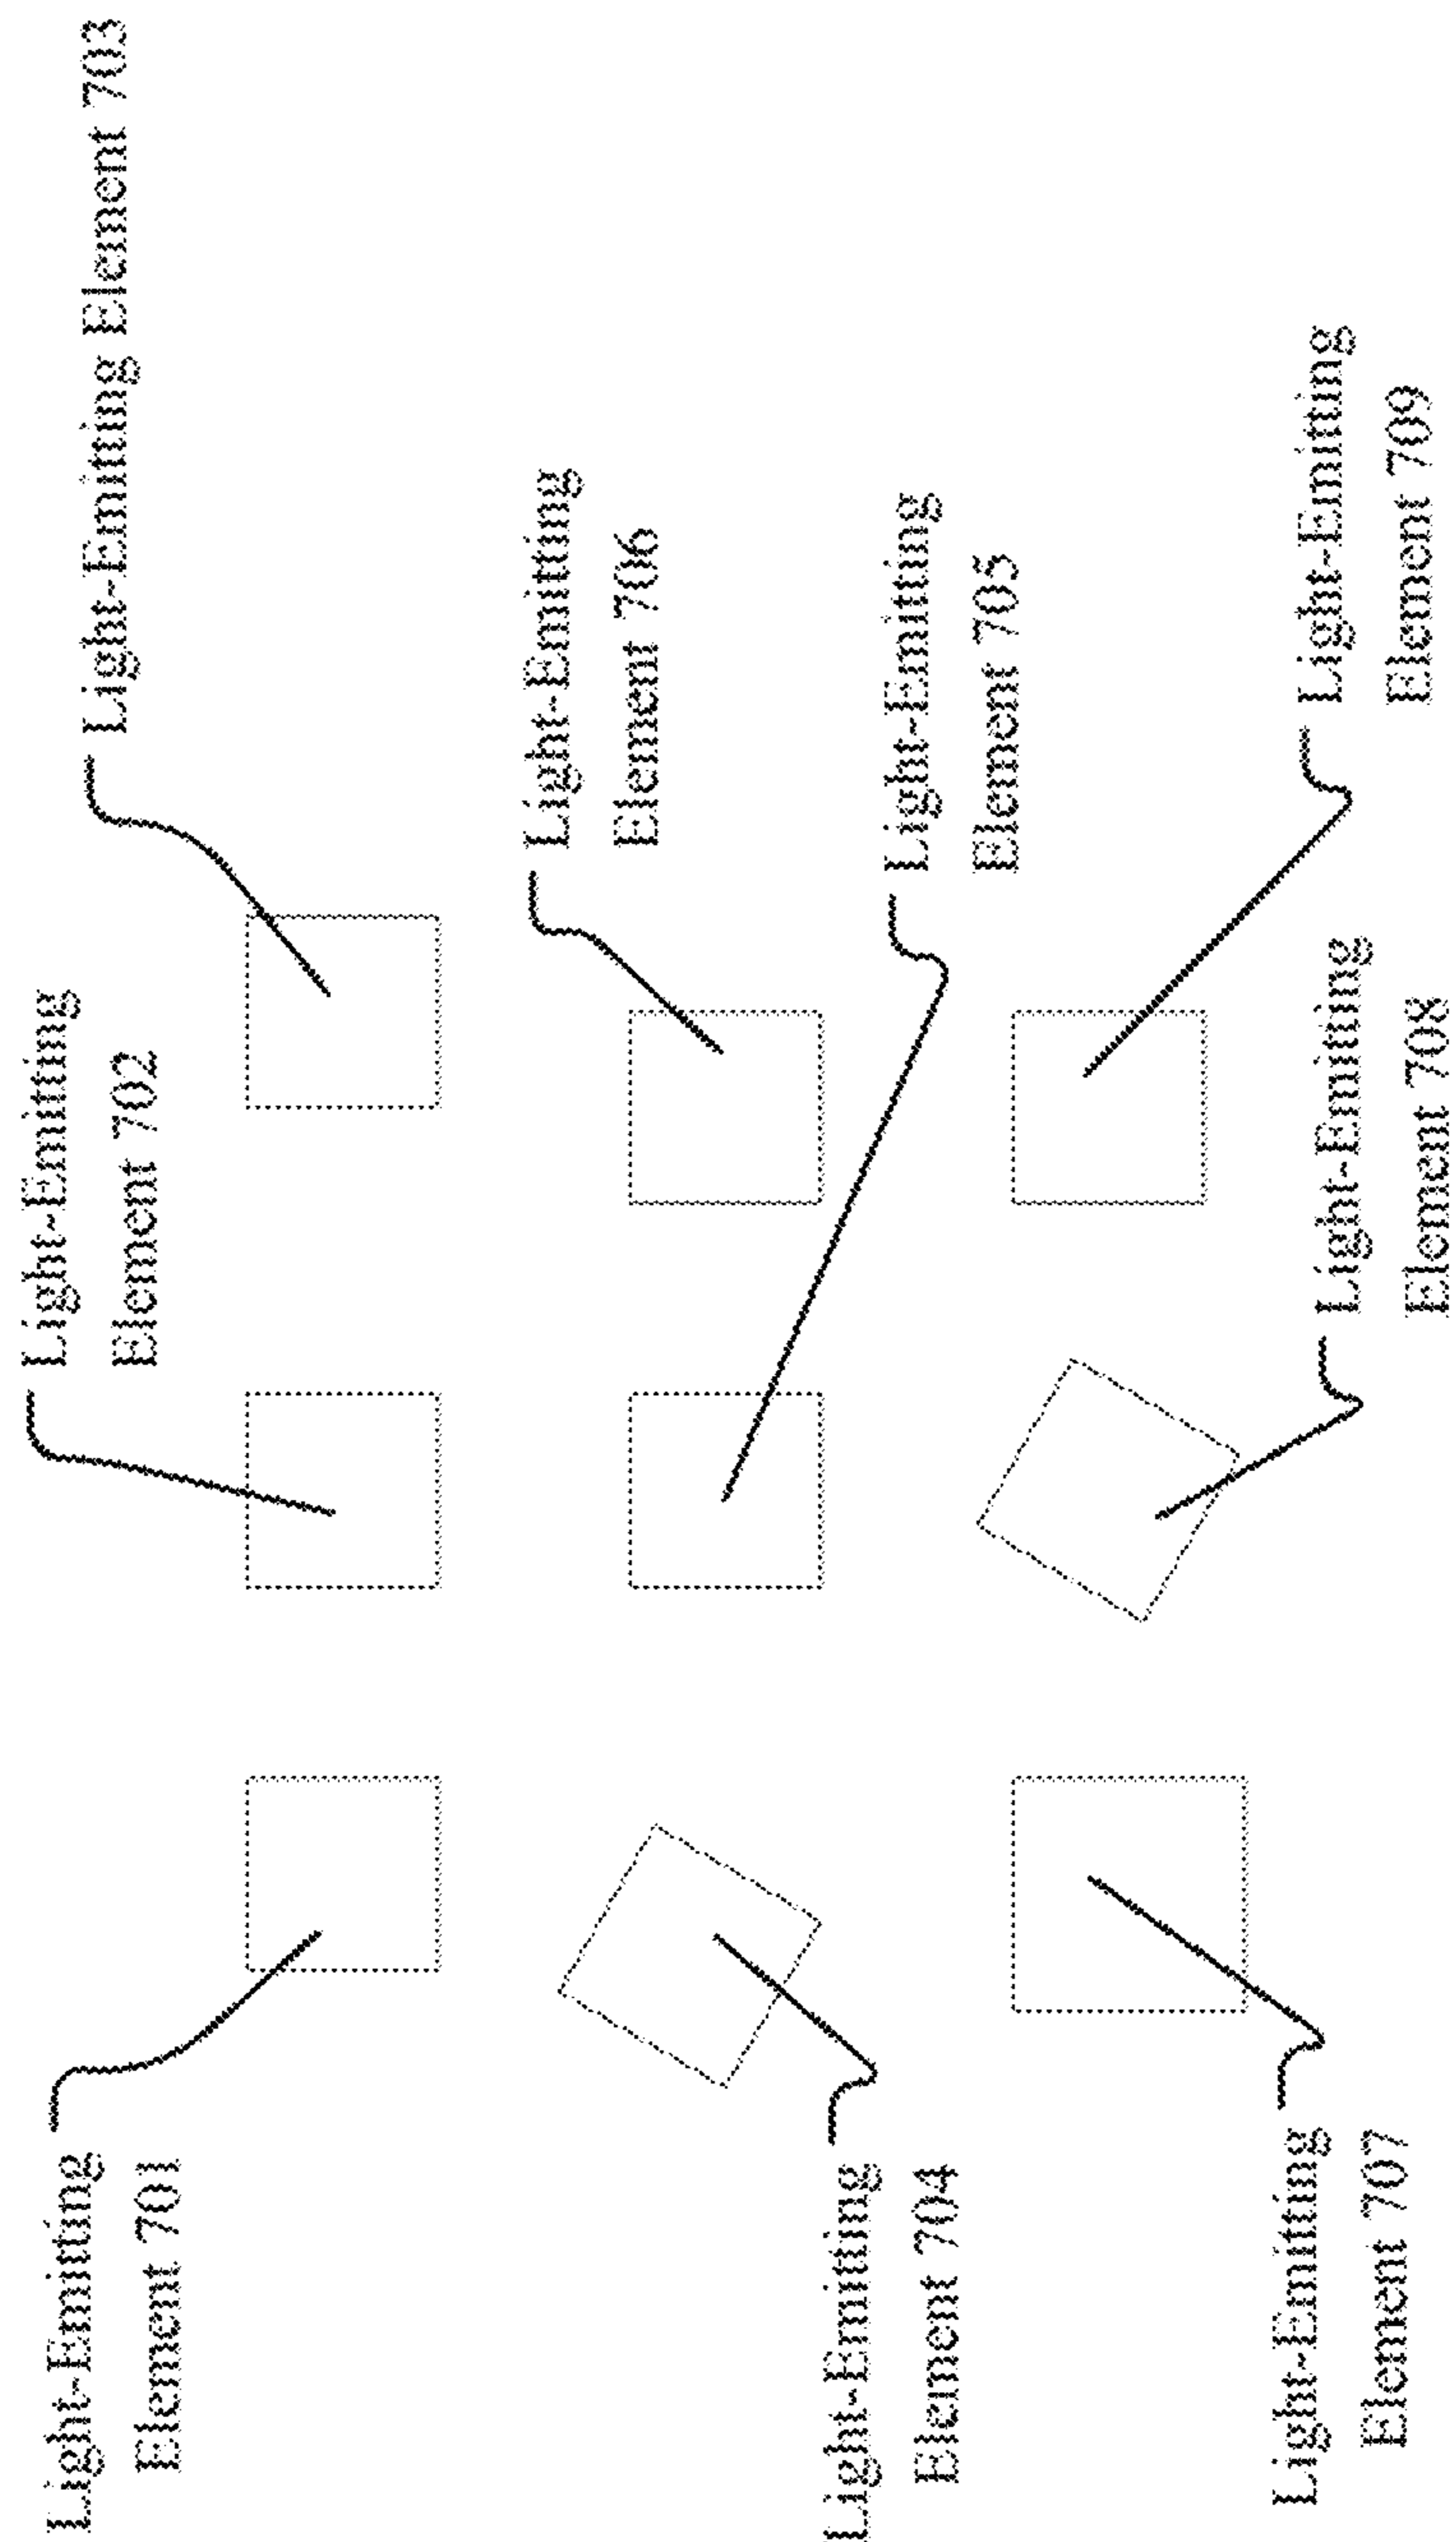 Light-Emitting
Element 701
Light-Emitting
Element 702
Light-Emitting Element 703
Light-Emitting
Element 704
Light-Emitting
Element 705
Light-Emitting
Element 706
Light-Emitting
Element 707
Light-Emitting
Element 708
Light-Emitting
Element 709